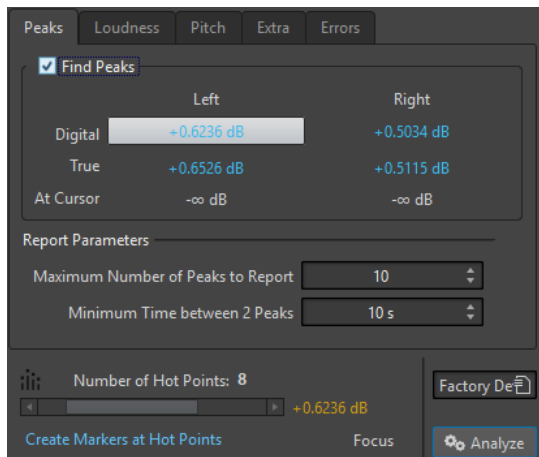 Peaks Loudness Pitch Extra Errors
Find Peaks
Left Right
Digital +0.6236 dB +0.5034 dB
True +0.6526 dB +0.5115 dB
At Cursor -∞ dB -∞ dB
Report Parameters
Maximum Number of Peaks to Report 10
Minimum Time between 2 Peaks 10 s
Number of Hot Points: 8
Factory De
+0.6236 dB
Create Markers at Hot Points Focus Analyze